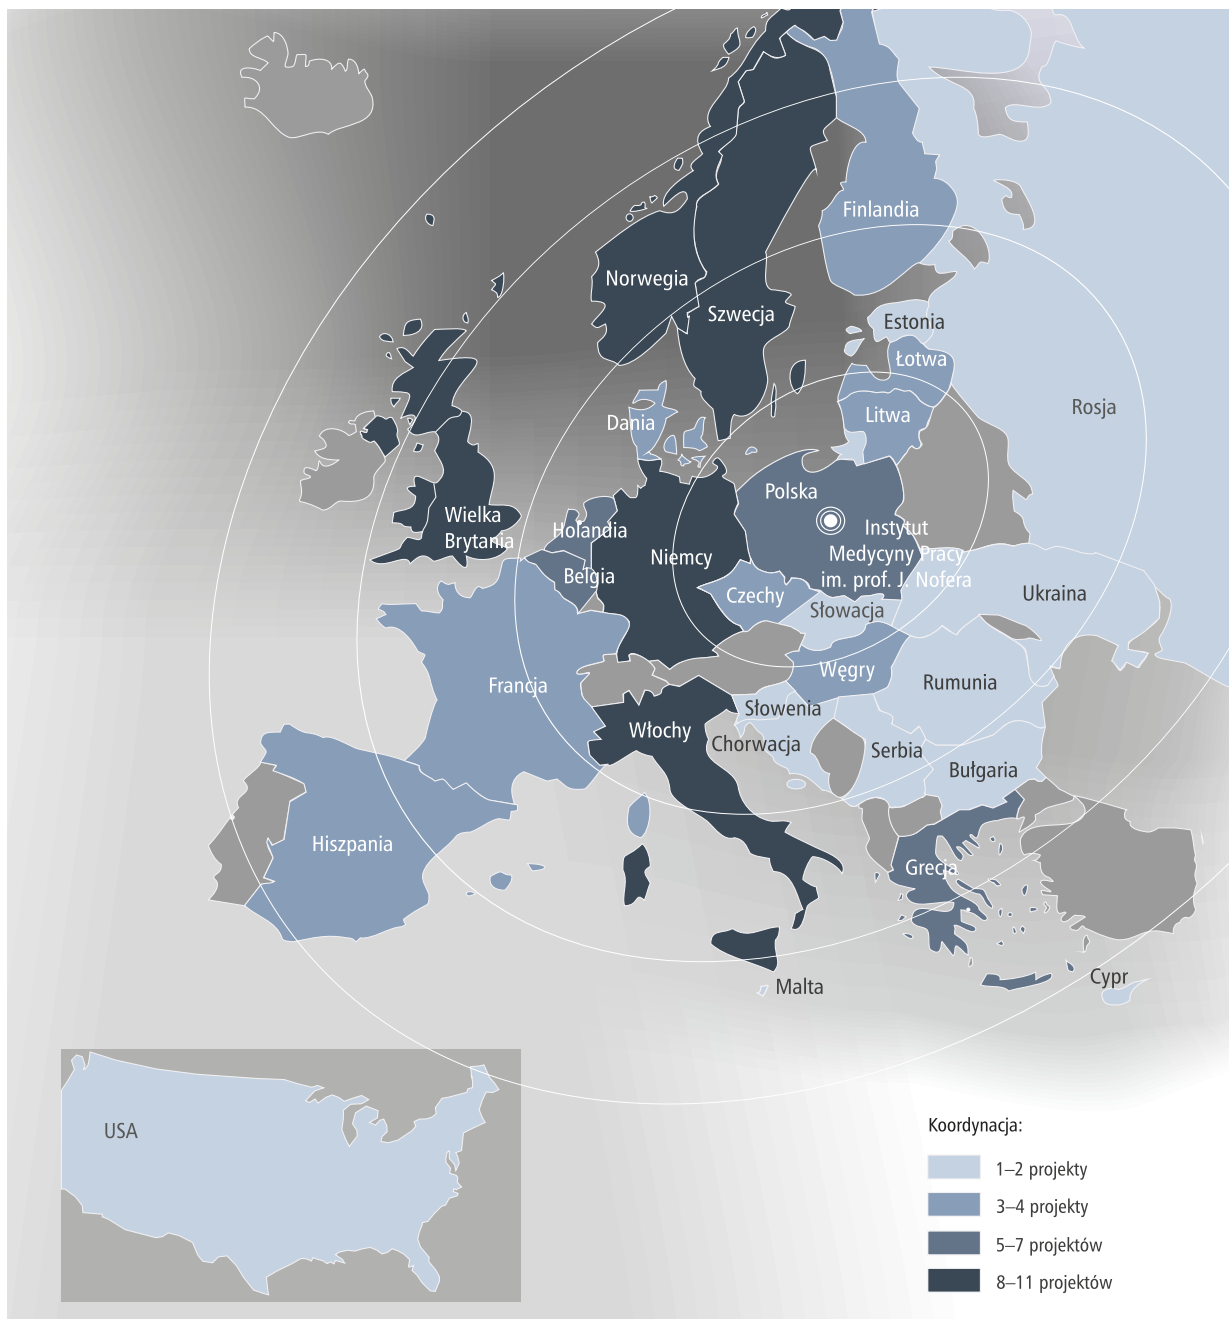 Finlandia
Norwegia
Szwecja
Estonia
Łotwa
Rosja
Litwa
Dania
Polska
Wielka
Brytania
Holandia
Instytut
Medycyny Pracy
im. prof. J. Nofera
Niemcy
Belgia
Czechy
Słowacja
Ukraina
Francja
Węgry
Rumunia
Słowenia
Włochy
Chorwacja
Serbia
Bułgaria
Hiszpania
Grecja
Malta
Cypr
USA
Koordynacja:
1–2 projekty
3–4 projekty
5–7 projektów
8–11 projektów